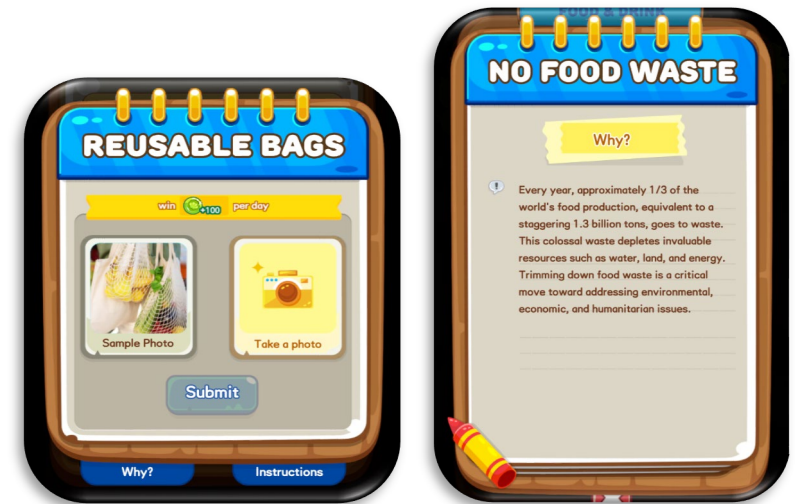 REUSABLE BAGS
win +100 per day
Sample Photo
Take a photo
Submit
Why?
Instructions
FOOD & DRINK
NO FOOD WASTE
Why?
Every year, approximately 1/3 of the
world's food production, equivalent to a
staggering 1.3 billion tons, goes to waste.
This colossal waste depletes invaluable
resources such as water, land, and energy.
Trimming down food waste is a critical
move toward addressing environmental,
economic, and humanitarian issues.